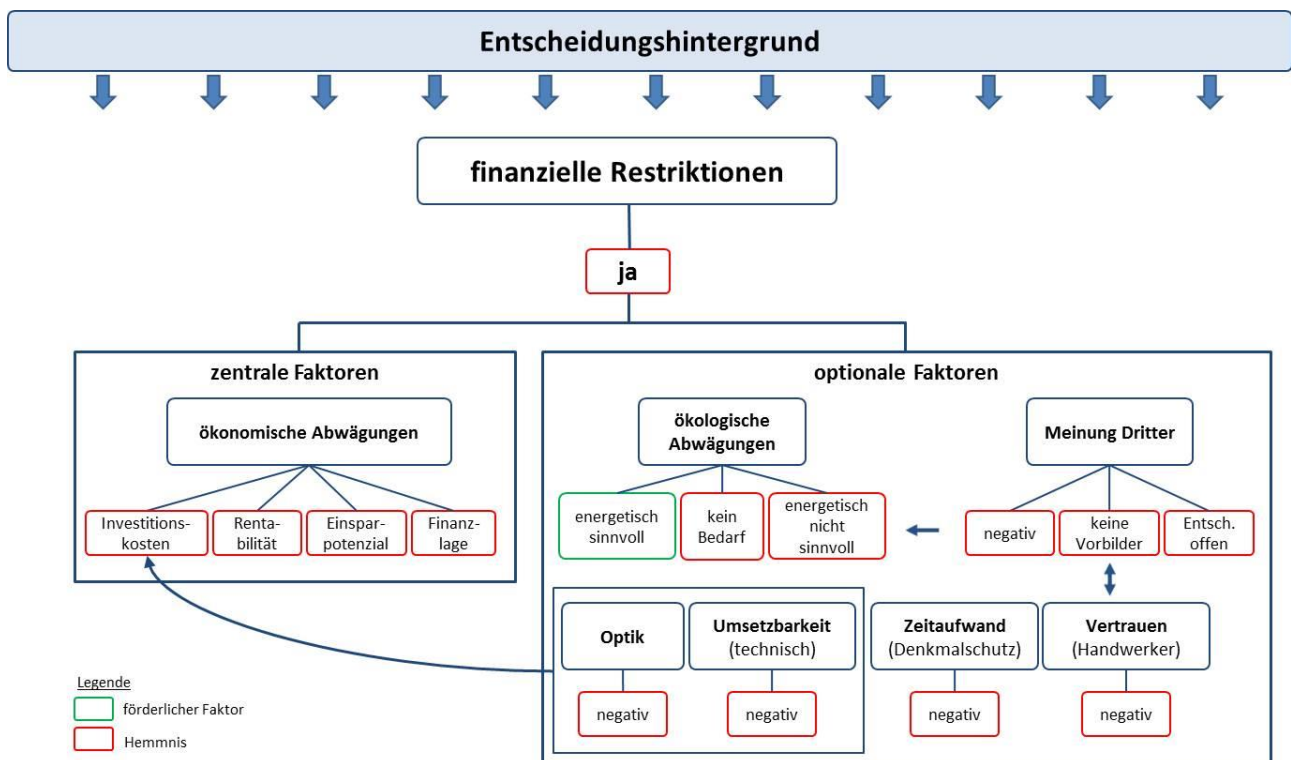 Entscheidungshintergrund
finanzielle Restriktionen
ja
zentrale Faktoren
ökonomische Abwägungen
Investitions-
kosten
Renta-
bilität
Einspar-
potenzial
Finanz-
lage
optionale Faktoren
ökologische
Abwägungen
energetisch
sinnvoll
kein
Bedarf
energetisch
nicht
sinnvoll
Meinung Dritter
negativ
keine
Vorbilder
Entsch.
offen
Optik
negativ
Umsetzbarkeit
(technisch)
negativ
Zeitaufwand
(Denkmalschutz)
negativ
Vertrauen
(Handwerker)
negativ
Legende
förderlicher Faktor
Hemmnis